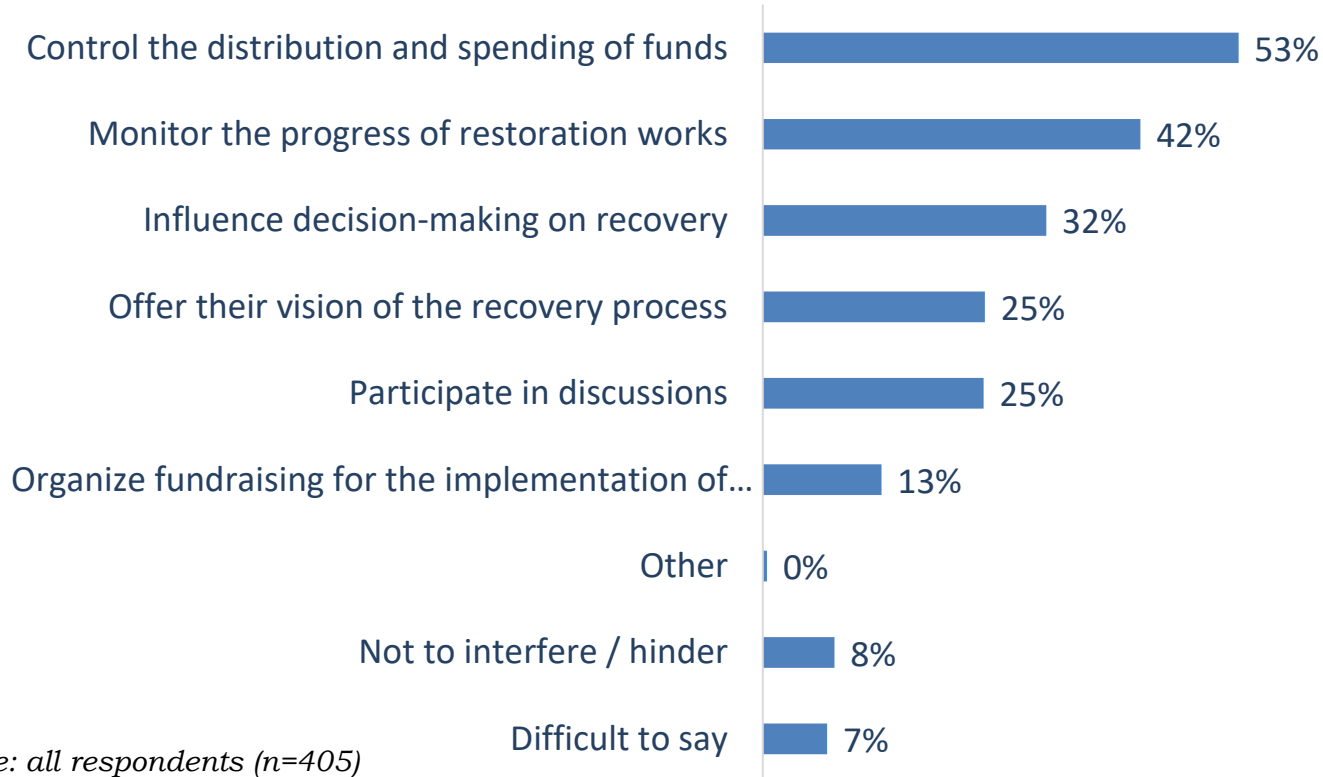 Control the distribution and spending of funds 53%
Monitor the progress of restoration works 42%
Influence decision-making on recovery 32%
Offer their vision of the recovery process 25%
Participate in discussions 25%
Organize fundraising for the implementation of… 13%
Other 0%
Not to interfere / hinder 8%
Difficult to say 7%
: all respondents (n=405)